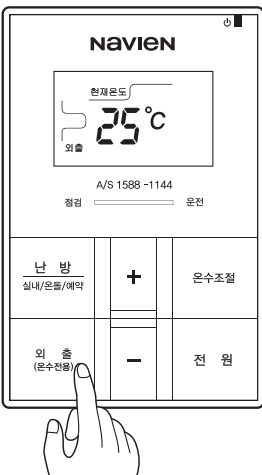 NAVIEN
현재온도
25°C
외출
A/S 1588 -1144
점검 운전
난 방
실내/온돌/예약
+
온수조절
외 출
(온수전용)
−
전 원